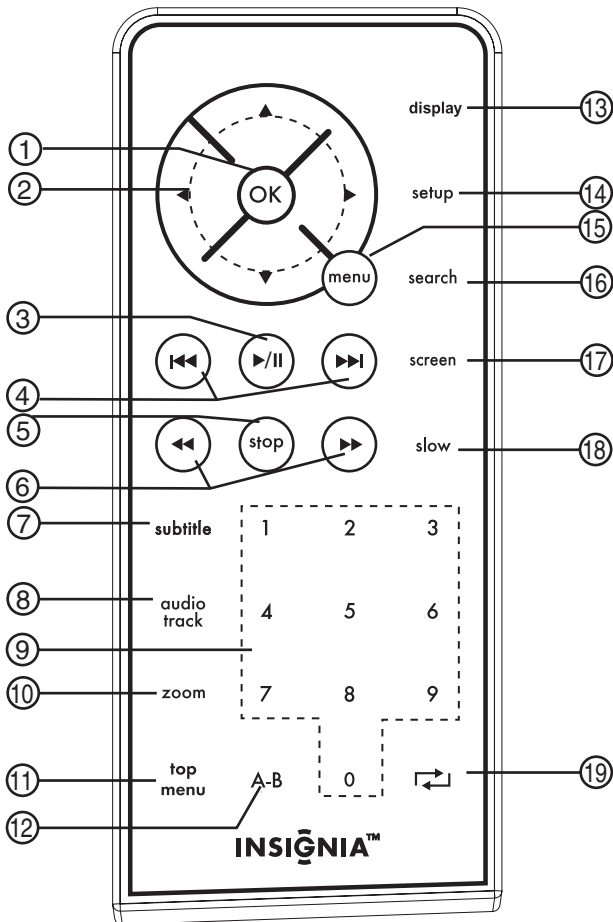 display
13
1
2
OK
setup
14
15
menu
search
16
3
screen
17
4
5
stop
slow
18
6
7
subtitle
1 2 3
8
audio
track
4 5 6
9
10
zoom
7 8 9
11
top
menu
A-B
0
19
12
INSIGNIA™